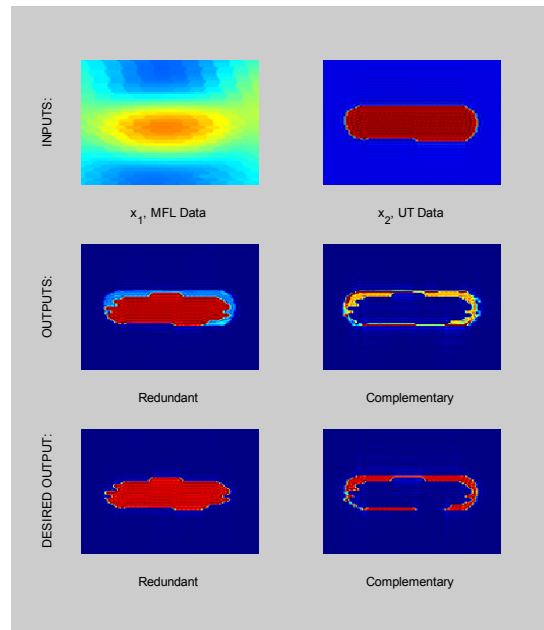 INPUTS:
x1, MFL Data
x2, UT Data
OUTPUTS:
Redundant
Complementary
DESIRED OUTPUT:
Redundant
Complementary